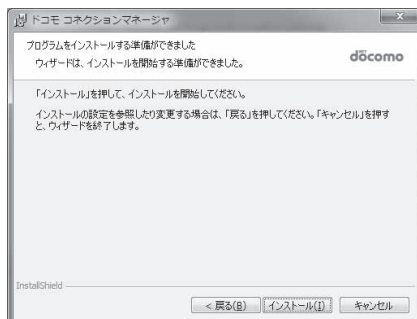 ドコモ コネクションマネージャ
プログラムをインストールする準備ができました
ウィザードは、インストールを開始する準備ができました。
döcomo
「インストール」を押して、インストールを開始してください。
インストールの設定を参照したり変更する場合は、「戻る」を押してください。「キャンセル」を押す
と、ウィザードを終了します。
InstallShield
< 戻る(B) インストール(I) キャンセル